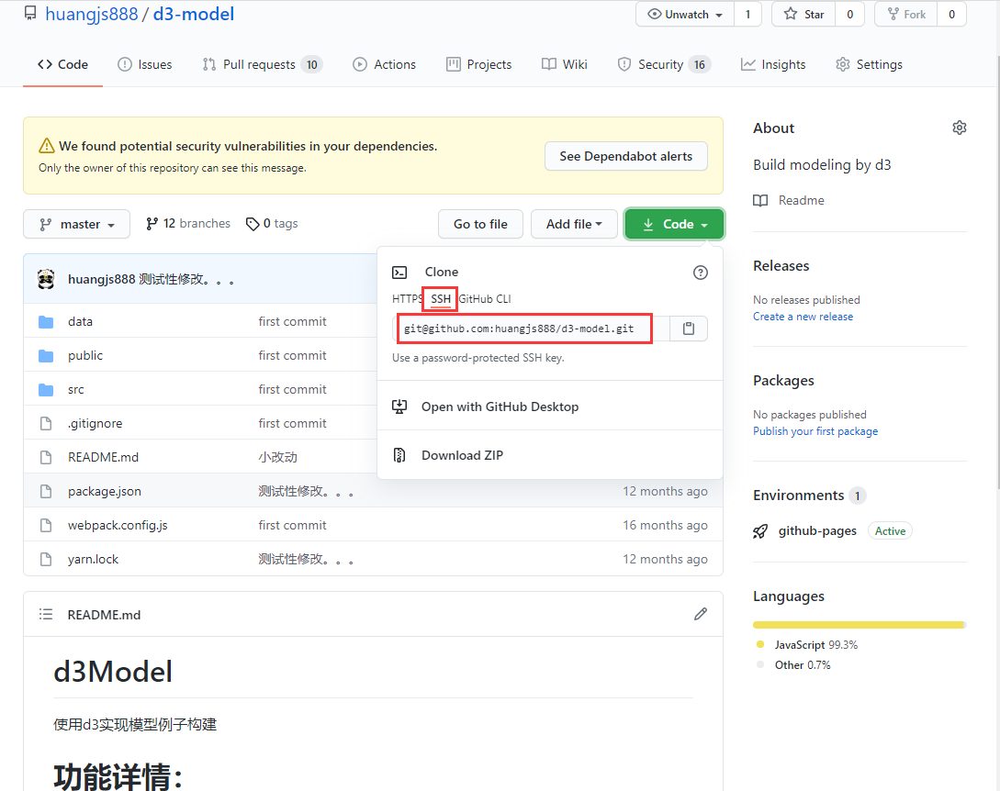 huangjs888 / d3-model
Unwatch 1 Star 0 Fork 0
Code Issues Pull requests 10 Actions Projects Wiki Security 16 Insights Settings
We found potential security vulnerabilities in your dependencies.
Only the owner of this repository can see this message.
See Dependabot alerts
master 12 branches 0 tags Go to file Add file Code
huangjs888 测试性修改。。。
Clone
HTTPS SSH GitHub CLI
git@github.com:huangjs888/d3-model.git
Use a password-protected SSH key.
Open with GitHub Desktop
Download ZIP
data first commit
public first commit
src first commit
.gitignore first commit
README.md 小改动
package.json 测试性修改。。。 12 months ago
webpack.config.js first commit 16 months ago
yarn.lock 测试性修改。。。 12 months ago
README.md
d3Model
使用d3实现模型例子构建
功能详情：
About
Build modeling by d3
Readme
Releases
No releases published
Create a new release
Packages
No packages published
Publish your first package
Environments 1
github-pages Active
Languages
JavaScript 99.3%
Other 0.7%